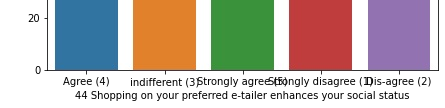 20
0
Agree (4) indifferent (3) Strongly agree (5) Strongly disagree (1) Dis-agree (2)
44 Shopping on your preferred e-tailer enhances your social status